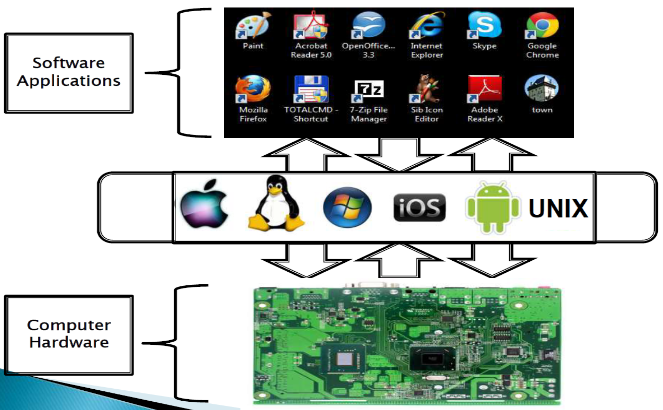 Software
Applications
Paint
Acrobat
Reader 5.0
OpenOffice...
3.3
Internet
Explorer
Skype
Google
Chrome
Mozilla
Firefox
TOTALCMD -
Shortcut
7-Zip File
Manager
Sib Icon
Editor
Adobe
Reader X
town
iOS
UNIX
Computer
Hardware